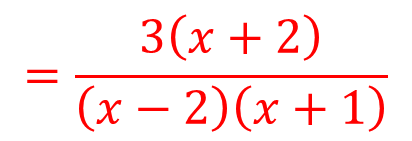 = 3(x + 2) / (x − 2)(x + 1)